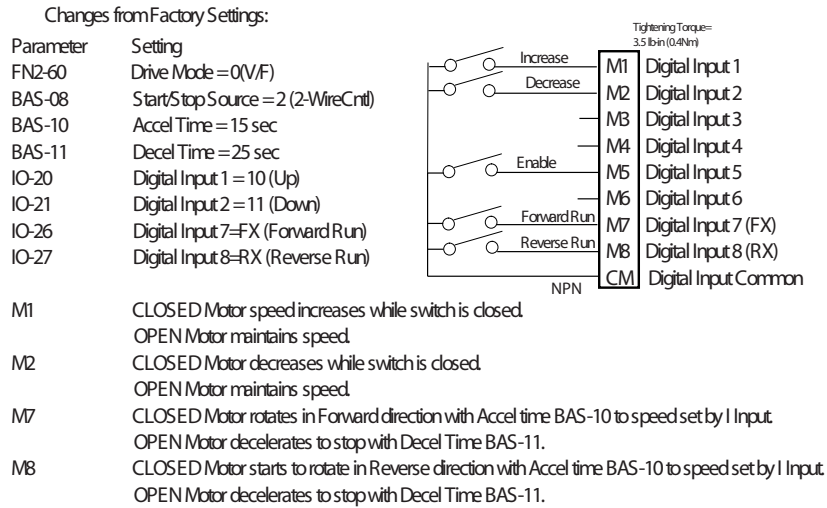 Changes from Factory Settings:
Parameter Setting
FN2-60 Drive Mode = 0(V/F)
BAS-08 Start/Stop Source = 2 (2-WireCntl)
BAS-10 Accel Time = 15 sec
BAS-11 Decel Time = 25 sec
IO-20 Digital Input 1 = 10 (Up)
IO-21 Digital Input 2 = 11 (Down)
IO-26 Digital Input 7=FX (Forward Run)
IO-27 Digital Input 8=RX (Reverse Run)
Tightening Torque=
3.5 lb-in (0.4Nm)
Increase M1 Digital Input 1
Decrease M2 Digital Input 2
M3 Digital Input 3
M4 Digital Input 4
Enable M5 Digital Input 5
M6 Digital Input 6
Forward Run M7 Digital Input 7 (FX)
Reverse Run M8 Digital Input 8 (RX)
NPN CM Digital Input Common
M1 CLOSED Motor speed increases while switch is closed.
OPEN Motor maintains speed.
M2 CLOSED Motor decreases while switch is closed.
OPEN Motor maintains speed.
M7 CLOSED Motor rotates in Forward direction with Accel time BAS-10 to speed set by I Input.
OPEN Motor decelerates to stop with Decel Time BAS-11.
M8 CLOSED Motor starts to rotate in Reverse direction with Accel time BAS-10 to speed set by I Input.
OPEN Motor decelerates to stop with Decel Time BAS-11.